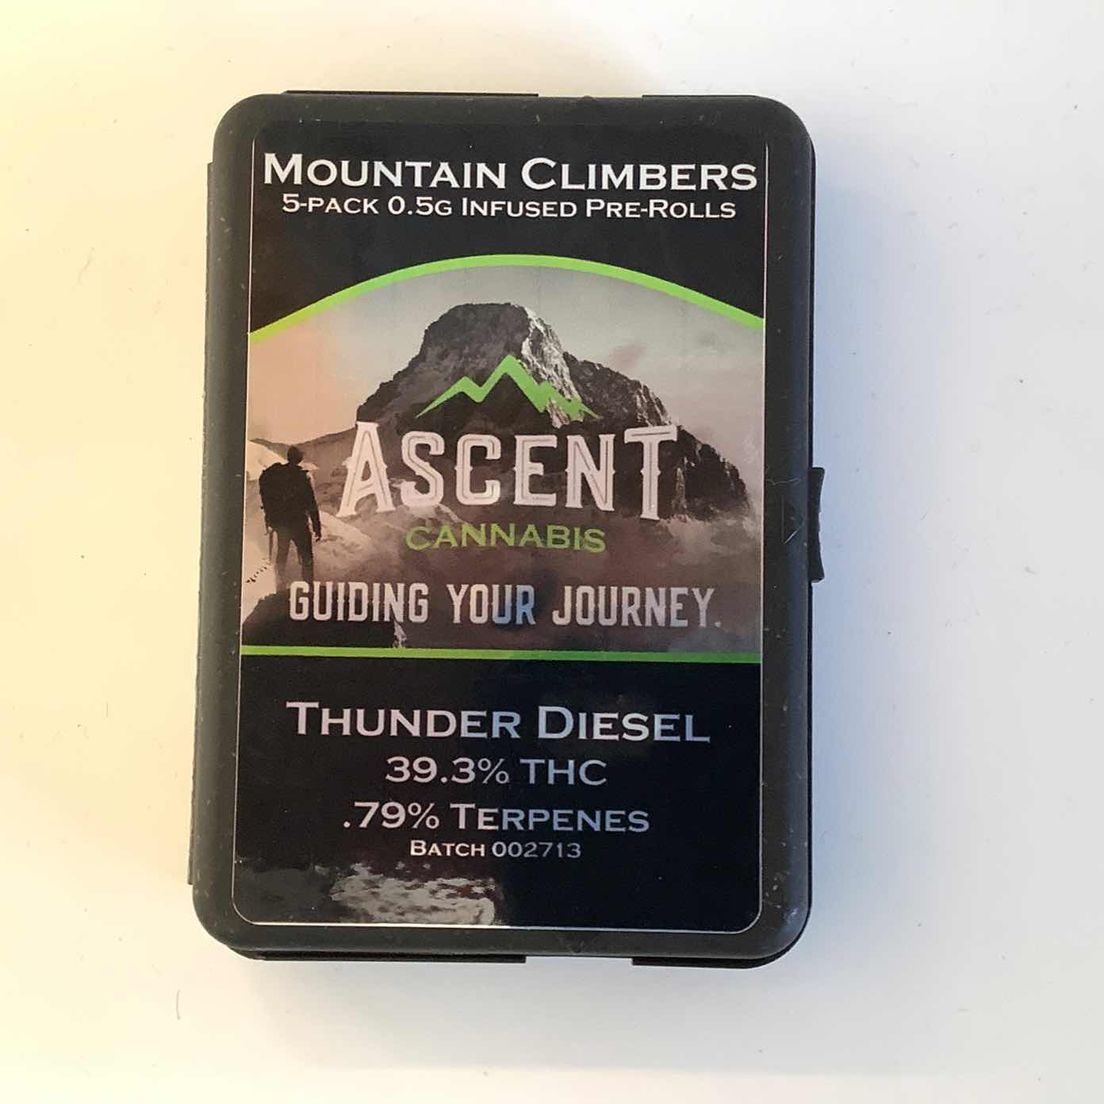 Mountain Climbers
5-pack 0.5g Infused Pre-Rolls
Ascent
Cannabis
Guiding Your Journey.
Thunder Diesel
39.3% THC
.79% Terpenes
Batch 002713